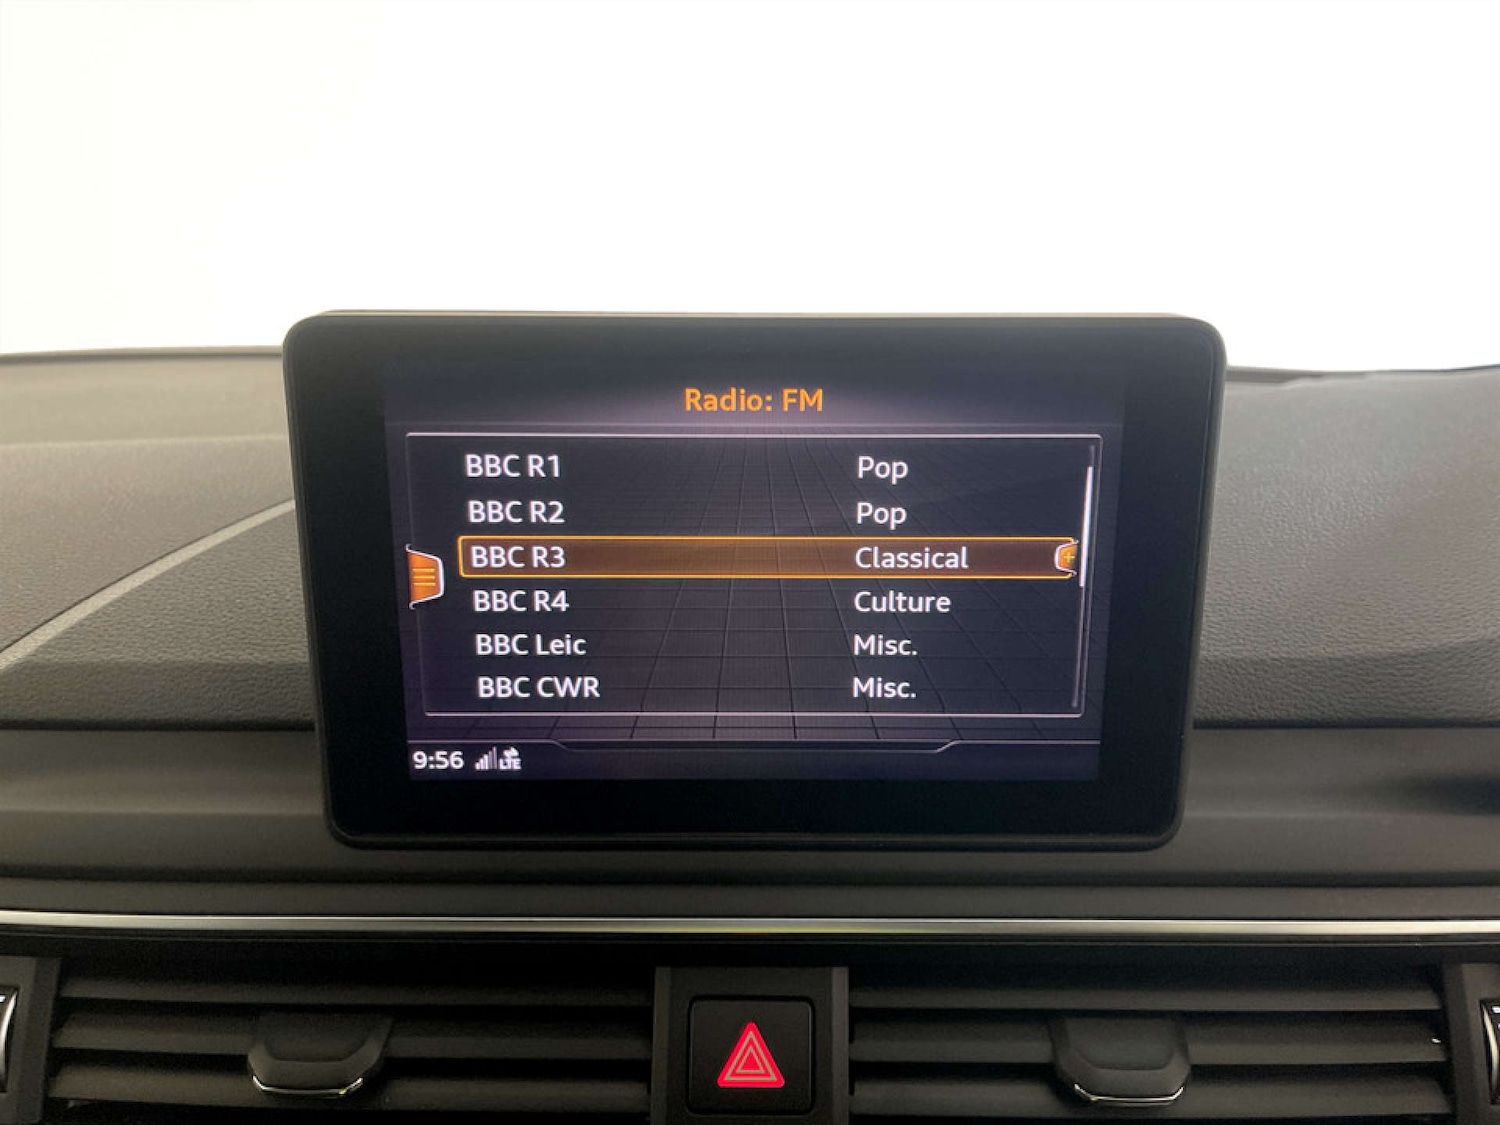 Radio: FM
BBC R1 Pop
BBC R2 Pop
BBC R3 Classical
BBC R4 Culture
BBC Leic Misc.
BBC CWR Misc.
9:56 LTE